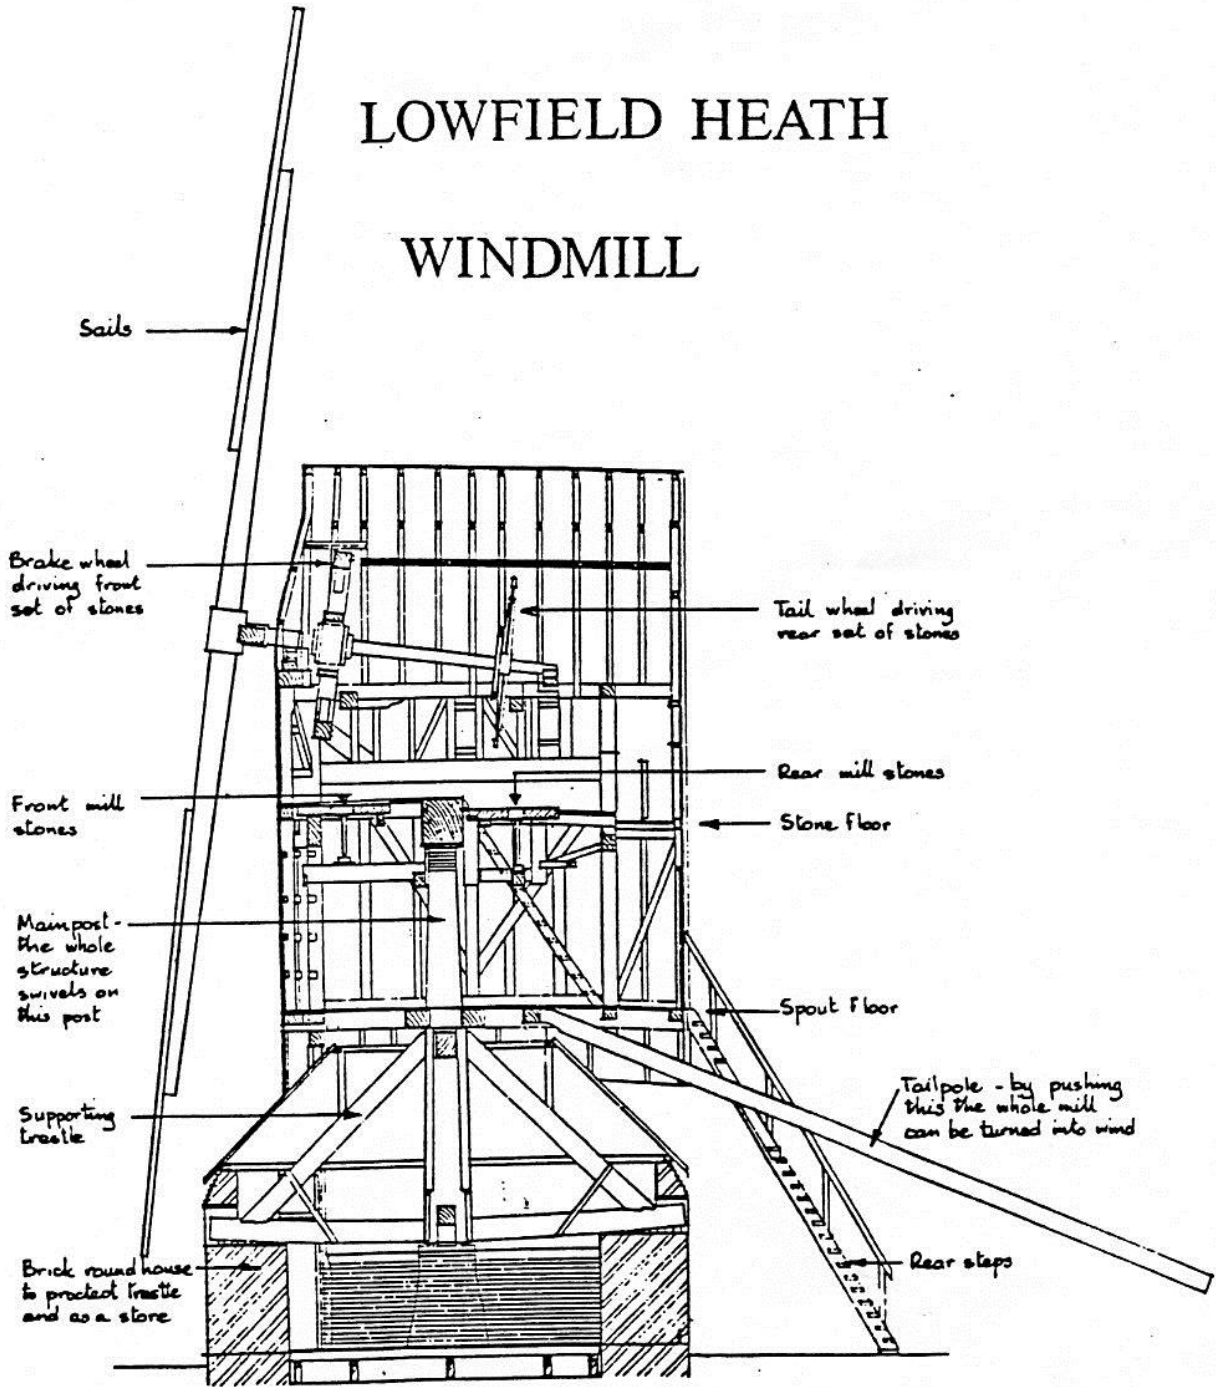 LOWFIELD HEATH
WINDMILL
Sails
Brake wheel
driving front
set of stones
Tail wheel driving
rear set of stones
Rear mill stones
Front mill
stones
Stone floor
Main post -
the whole
structure
swivels on
this post
Spout floor
Tailpole - by pushing
this the whole mill
can be turned into wind
Supporting
trestle
Rear steps
Brick round house
to protect trestle
and as a store